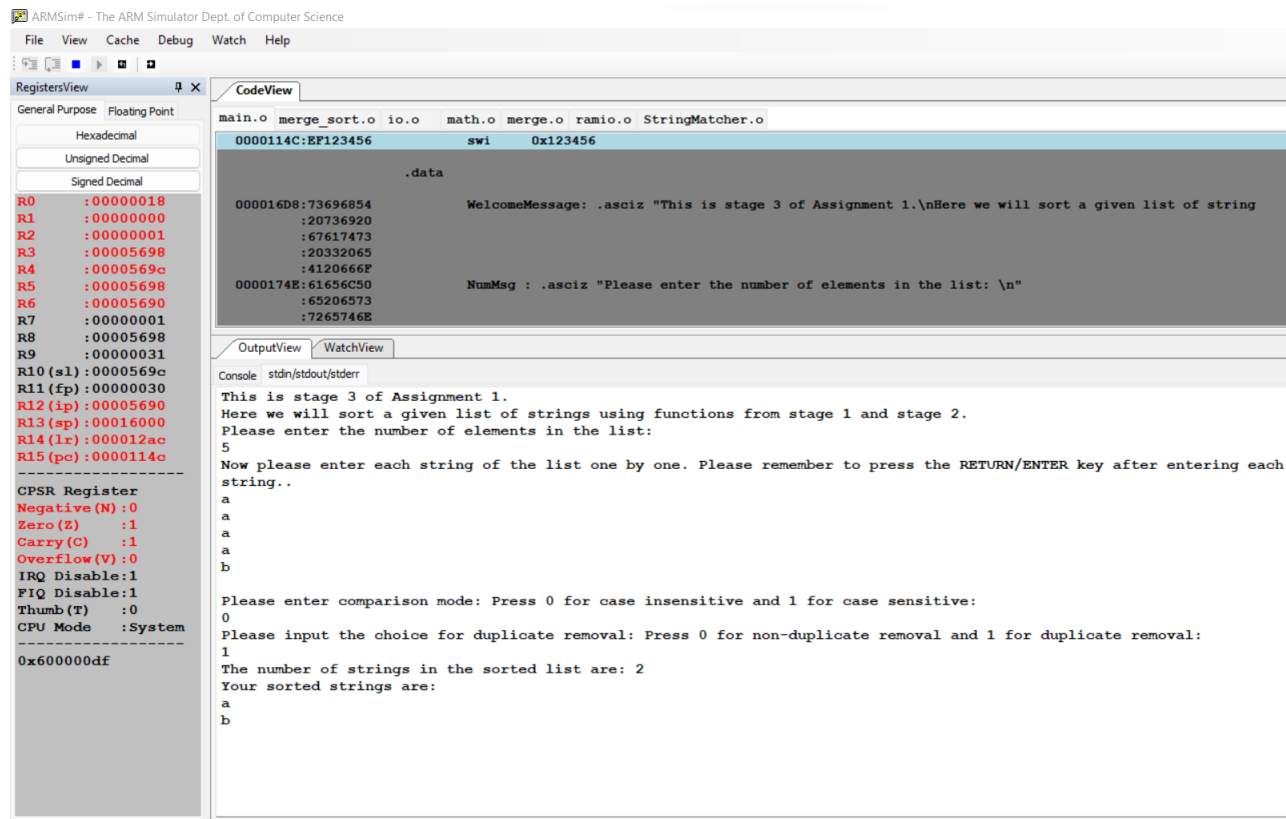 ARMSim# - The ARM Simulator Dept. of Computer Science
File View Cache Debug Watch Help
RegistersView
General Purpose Floating Point
Hexadecimal
Unsigned Decimal
Signed Decimal
R0 :00000018
R1 :00000000
R2 :00000001
R3 :00005698
R4 :0000569c
R5 :00005698
R6 :00005690
R7 :00000001
R8 :00005698
R9 :00000031
R10(sl):0000569c
R11(fp):00000030
R12(ip):00005690
R13(sp):00016000
R14(lr):000012ac
R15(pc):0000114c
------------------
CPSR Register
Negative(N):0
Zero(Z) :1
Carry(C) :1
Overflow(V):0
IRQ Disable:1
FIQ Disable:1
Thumb(T) :0
CPU Mode :System
------------------
0x600000df
CodeView
main.o merge_sort.o io.o math.o merge.o ramio.o StringMatcher.o
0000114C:EF123456 swi 0x123456
.data
000016D8:73696854 WelcomeMessage: .asciz "This is stage 3 of Assignment 1.\nHere we will sort a given list of string
:20736920
:67617473
:20332065
:4120666F
0000174E:61656C50 NumMsg : .asciz "Please enter the number of elements in the list: \n"
:65206573
:7265746E
OutputView WatchView
Console stdin/stdout/stderr
This is stage 3 of Assignment 1.
Here we will sort a given list of strings using functions from stage 1 and stage 2.
Please enter the number of elements in the list:
5
Now please enter each string of the list one by one. Please remember to press the RETURN/ENTER key after entering each
string..
a
a
a
a
b
Please enter comparison mode: Press 0 for case insensitive and 1 for case sensitive:
0
Please input the choice for duplicate removal: Press 0 for non-duplicate removal and 1 for duplicate removal:
1
The number of strings in the sorted list are: 2
Your sorted strings are:
a
b